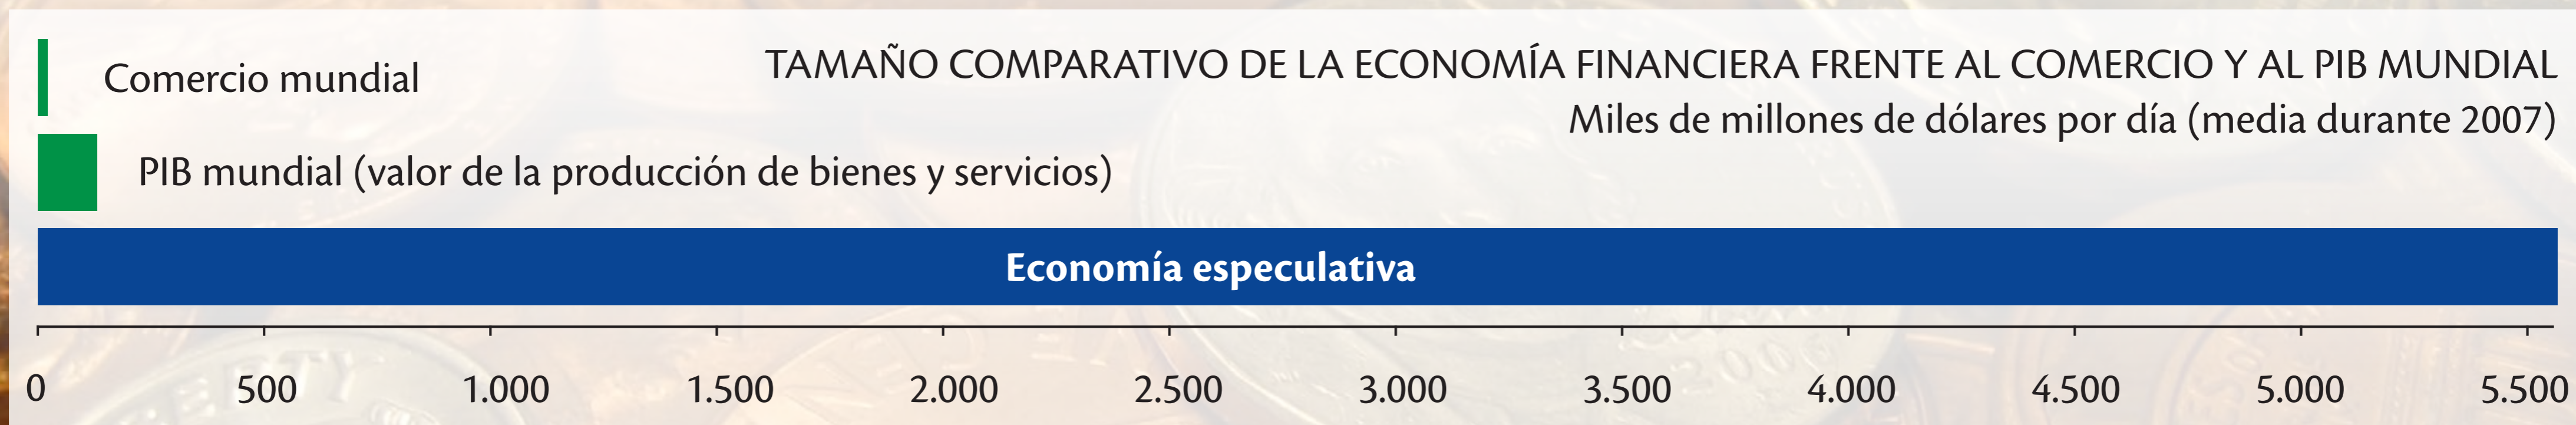 TAMAÑO COMPARATIVO DE LA ECONOMÍA FINANCIERA FRENTE AL COMERCIO Y AL PIB MUNDIAL
Miles de millones de dólares por día (media durante 2007)
Comercio mundial
PIB mundial (valor de la producción de bienes y servicios)
Economía especulativa
0 500 1.000 1.500 2.000 2.500 3.000 3.500 4.000 4.500 5.000 5.500